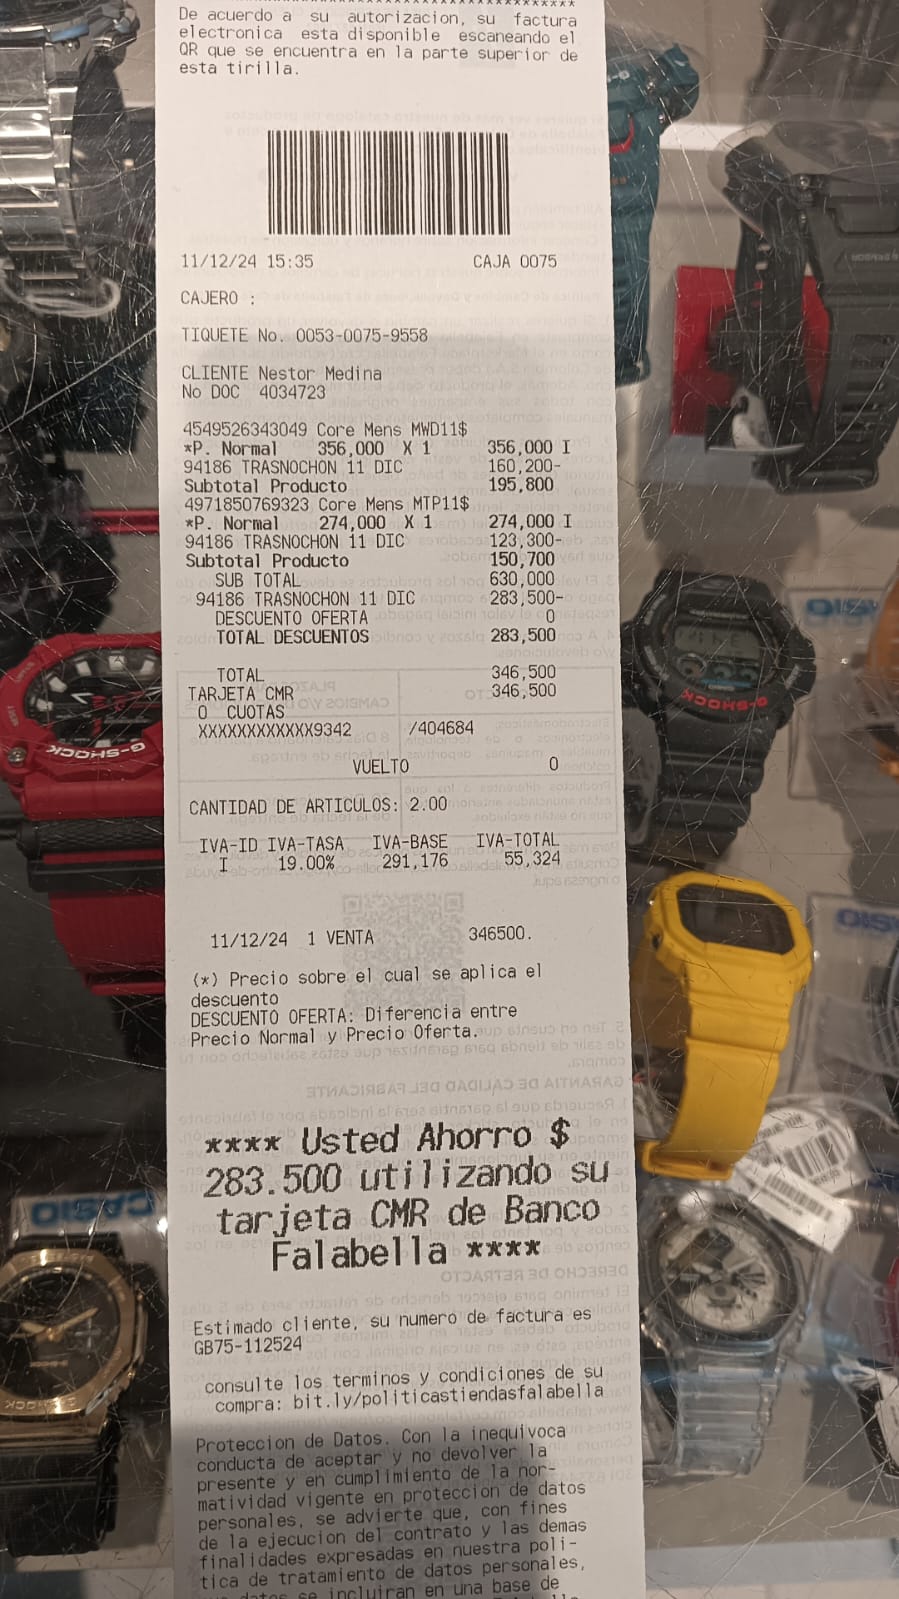 De acuerdo a su autorizacion, su factura
electronica esta disponible escaneando el
QR que se encuentra en la parte superior de
esta tirilla.
11/12/24 15:35 CAJA 0075
CAJERO :
TIQUETE No. 0053-0075-9558
CLIENTE Nestor Medina
No DOC 4034723
4549526343049 Core Mens MWD11$
*P. Normal 356,000 X 1 356,000 I
94186 TRASNOCHON 11 DIC 160,200-
Subtotal Producto 195,800
4971850769323 Core Mens MTP11$
*P. Normal 274,000 X 1 274,000 I
94186 TRASNOCHON 11 DIC 123,300-
Subtotal Producto 150,700
SUB TOTAL 630,000
94186 TRASNOCHON 11 DIC 283,500-
DESCUENTO OFERTA 0
TOTAL DESCUENTOS 283,500
TOTAL 346,500
TARJETA CMR 346,500
0 CUOTAS
XXXXXXXXXXXX9342 /404684
VUELTO 0
CANTIDAD DE ARTICULOS: 2.00
IVA-ID IVA-TASA IVA-BASE IVA-TOTAL
I 19.00% 291,176 55,324
11/12/24 1 VENTA 346500.
(*) Precio sobre el cual se aplica el
descuento
DESCUENTO OFERTA: Diferencia entre
Precio Normal y Precio Oferta.
**** Usted Ahorro $
283.500 utilizando su
tarjeta CMR de Banco
Falabella ****
Estimado cliente, su numero de factura es
GB75-112524
consulte los terminos y condiciones de su
compra: bit.ly/politicastiendasfalabella
Proteccion de Datos. Con la inequivoca
conducta de aceptar y no devolver la
presente y en cumplimiento de la nor-
matividad vigente en proteccion de datos
personales, se advierte que, con fines
de la ejecucion del contrato y las demas
finalidades expresadas en nuestra poli-
tica de tratamiento de datos personales,
datos se incluiran en una base de
G-SHOCK
G-SHOCK
CASIO
CASIO
CASIO